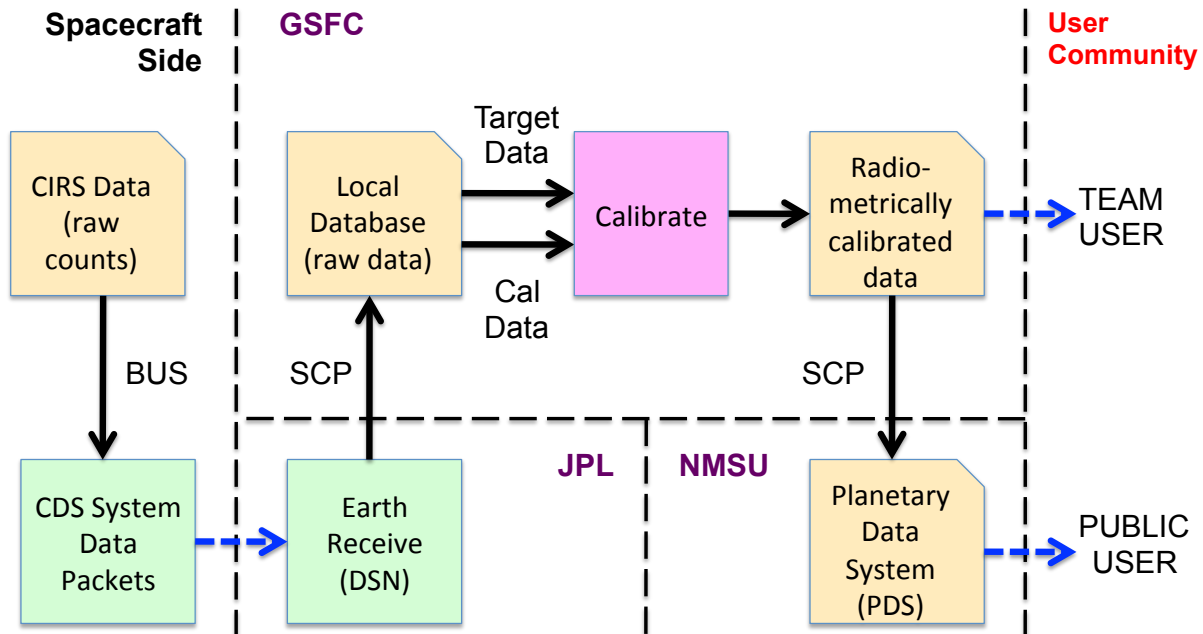 Spacecraft
Side
GSFC
User
Community
CIRS Data
(raw
counts)
Local
Database
(raw data)
Target
Data
Cal
Data
Calibrate
Radio-
metrically
calibrated
data
TEAM
USER
BUS
SCP
SCP
JPL
NMSU
CDS System
Data
Packets
Earth
Receive
(DSN)
Planetary
Data
System
(PDS)
PUBLIC
USER